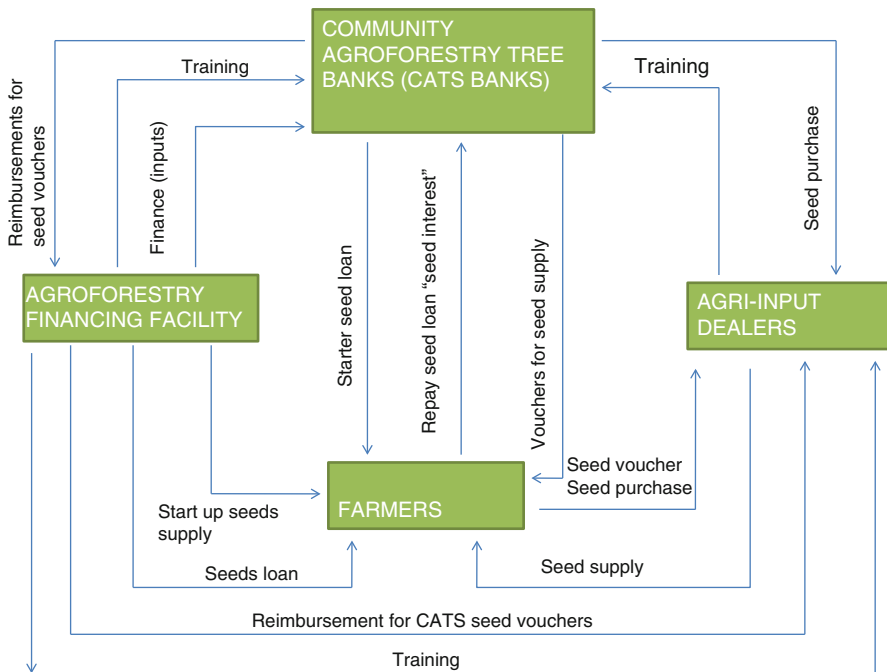 COMMUNITY
AGROFORESTRY TREE
BANKS (CATS BANKS)
Training
Training
Reimbursements for
seed vouchers
Finance (inputs)
Seed purchase
Starter seed loan
Repay seed loan “seed interest”
Vouchers for seed supply
AGROFORESTRY
FINANCING FACILITY
AGRI-INPUT
DEALERS
FARMERS
Seed voucher
Seed purchase
Start up seeds
supply
Seeds loan
Seed supply
Reimbursement for CATS seed vouchers
Training